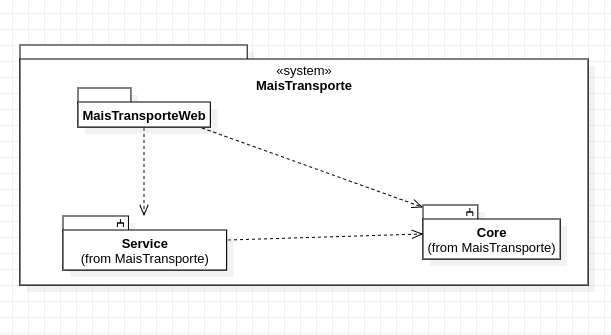 «system»
MaisTransporte
MaisTransporteWeb
Service
(from MaisTransporte)
Core
(from MaisTransporte)